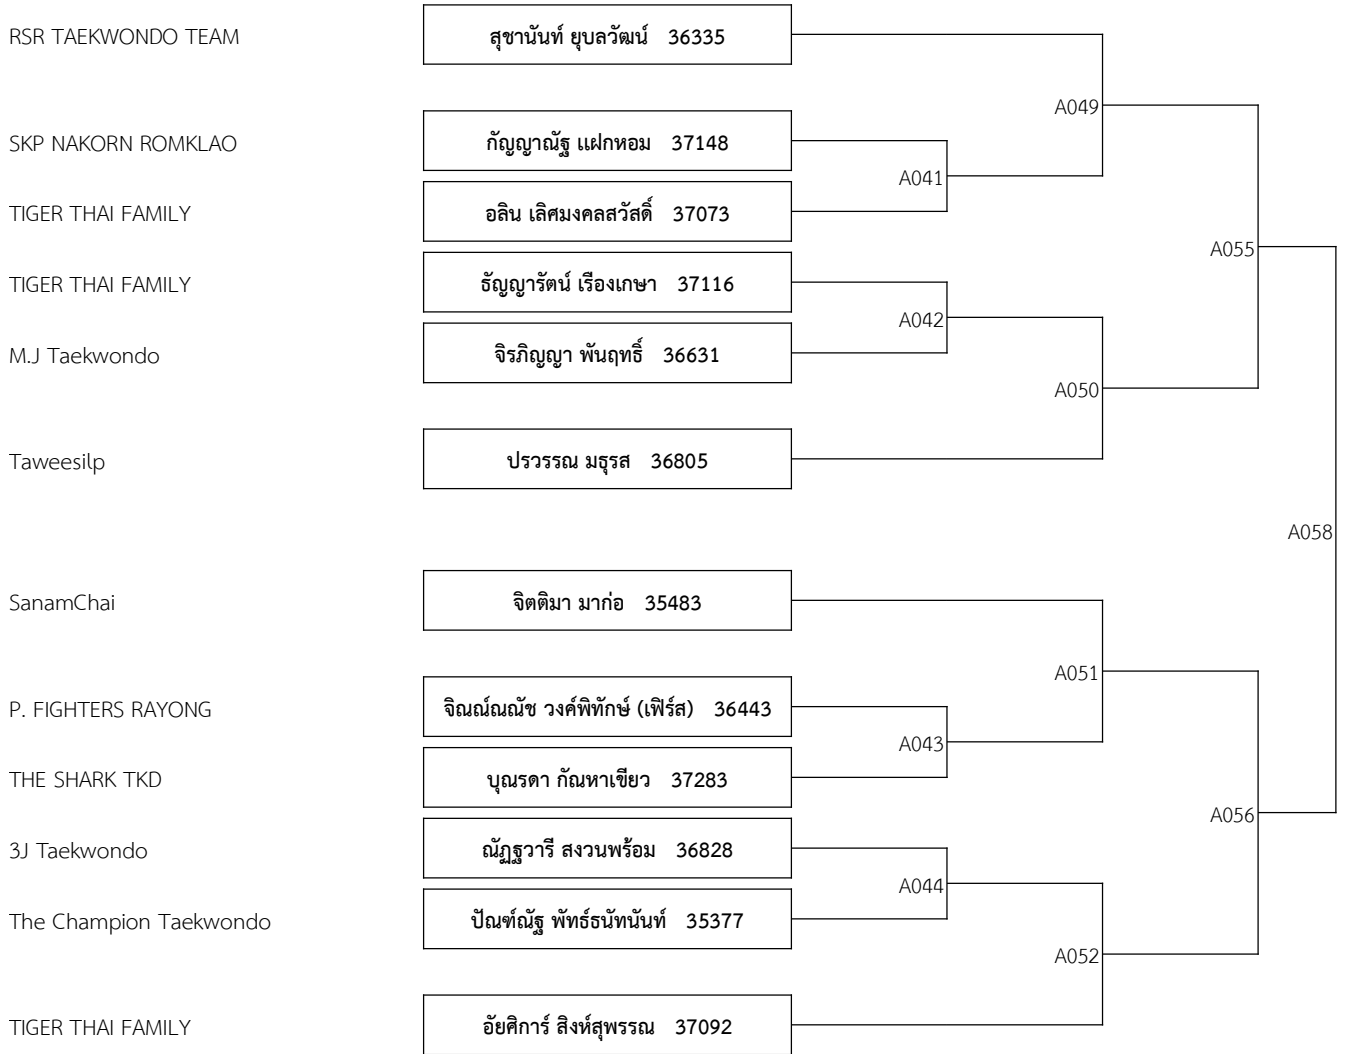 RSR TAEKWONDO TEAM สุชานันท์ ยุบลวัฒน์ 36335
A049
SKP NAKORN ROMKLAO กัญญาณัฐ แฝกหอม 37148
A041
TIGER THAI FAMILY อลิน เลิศมงคลสวัสดิ์ 37073
A055
TIGER THAI FAMILY ธัญญารัตน์ เรืองเกษา 37116
A042
M.J Taekwondo จิรภิญญา พันฤทธิ์ 36631
A050
Taweesilp ปรวรรณ มธุรส 36805
A058
SanamChai จิตติมา มาก่อ 35483
A051
P. FIGHTERS RAYONG จิณณ์ณณัช วงค์พิทักษ์ (เฟิร์ส) 36443
A043
THE SHARK TKD บุณรดา กัณหาเขียว 37283
A056
3J Taekwondo ณัฏฐวารี สงวนพร้อม 36828
A044
The Champion Taekwondo ปัณฑ์ณัฐ พัทธ์ธนัทนันท์ 35377
A052
TIGER THAI FAMILY อัยศิการ์ สิงห์สุพรรณ 37092